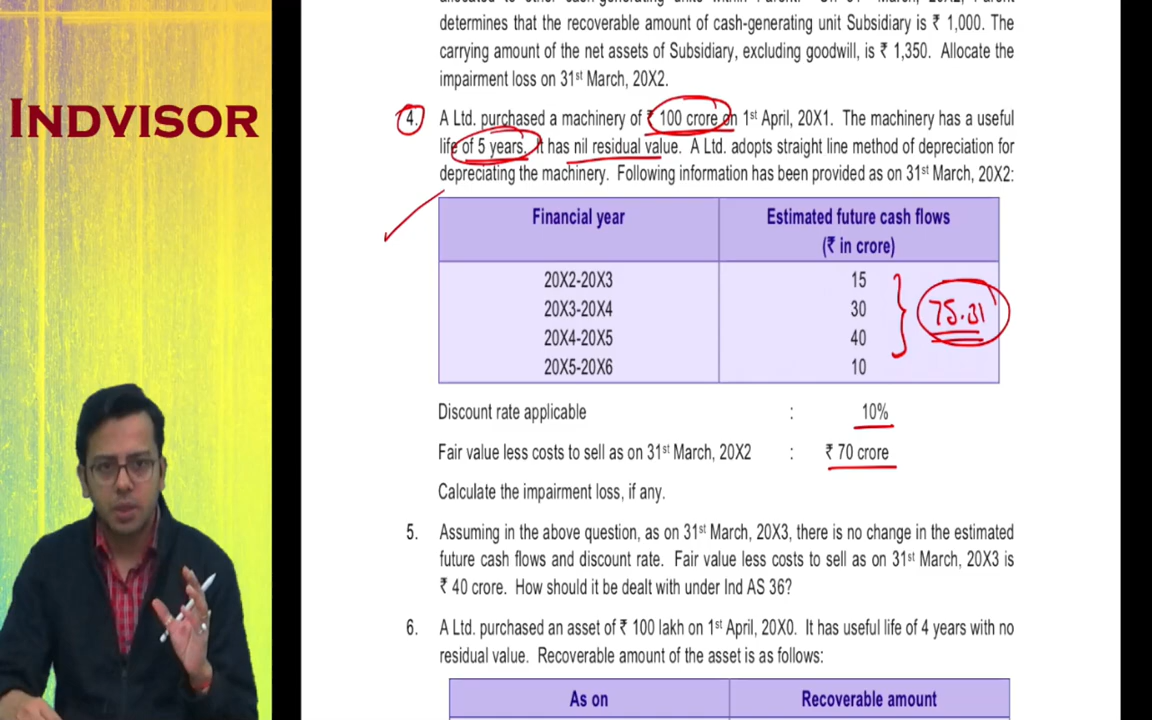 INDVISOR
determines that the recoverable amount of cash-generating unit Subsidiary is ₹ 1,000. The
carrying amount of the net assets of Subsidiary, excluding goodwill, is ₹ 1,350. Allocate the
impairment loss on 31st March, 20X2.
4. A Ltd. purchased a machinery of ₹ 100 crore on 1st April, 20X1. The machinery has a useful
life of 5 years. It has nil residual value. A Ltd. adopts straight line method of depreciation for
depreciating the machinery. Following information has been provided as on 31st March, 20X2:
Financial year Estimated future cash flows
(₹ in crore)
20X2-20X3 15
20X3-20X4 30
75.31
20X4-20X5 40
20X5-20X6 10
Discount rate applicable : 10%
Fair value less costs to sell as on 31st March, 20X2 : ₹ 70 crore
Calculate the impairment loss, if any.
5. Assuming in the above question, as on 31st March, 20X3, there is no change in the estimated
future cash flows and discount rate. Fair value less costs to sell as on 31st March, 20X3 is
₹ 40 crore. How should it be dealt with under Ind AS 36?
6. A Ltd. purchased an asset of ₹ 100 lakh on 1st April, 20X0. It has useful life of 4 years with no
residual value. Recoverable amount of the asset is as follows:
As on Recoverable amount